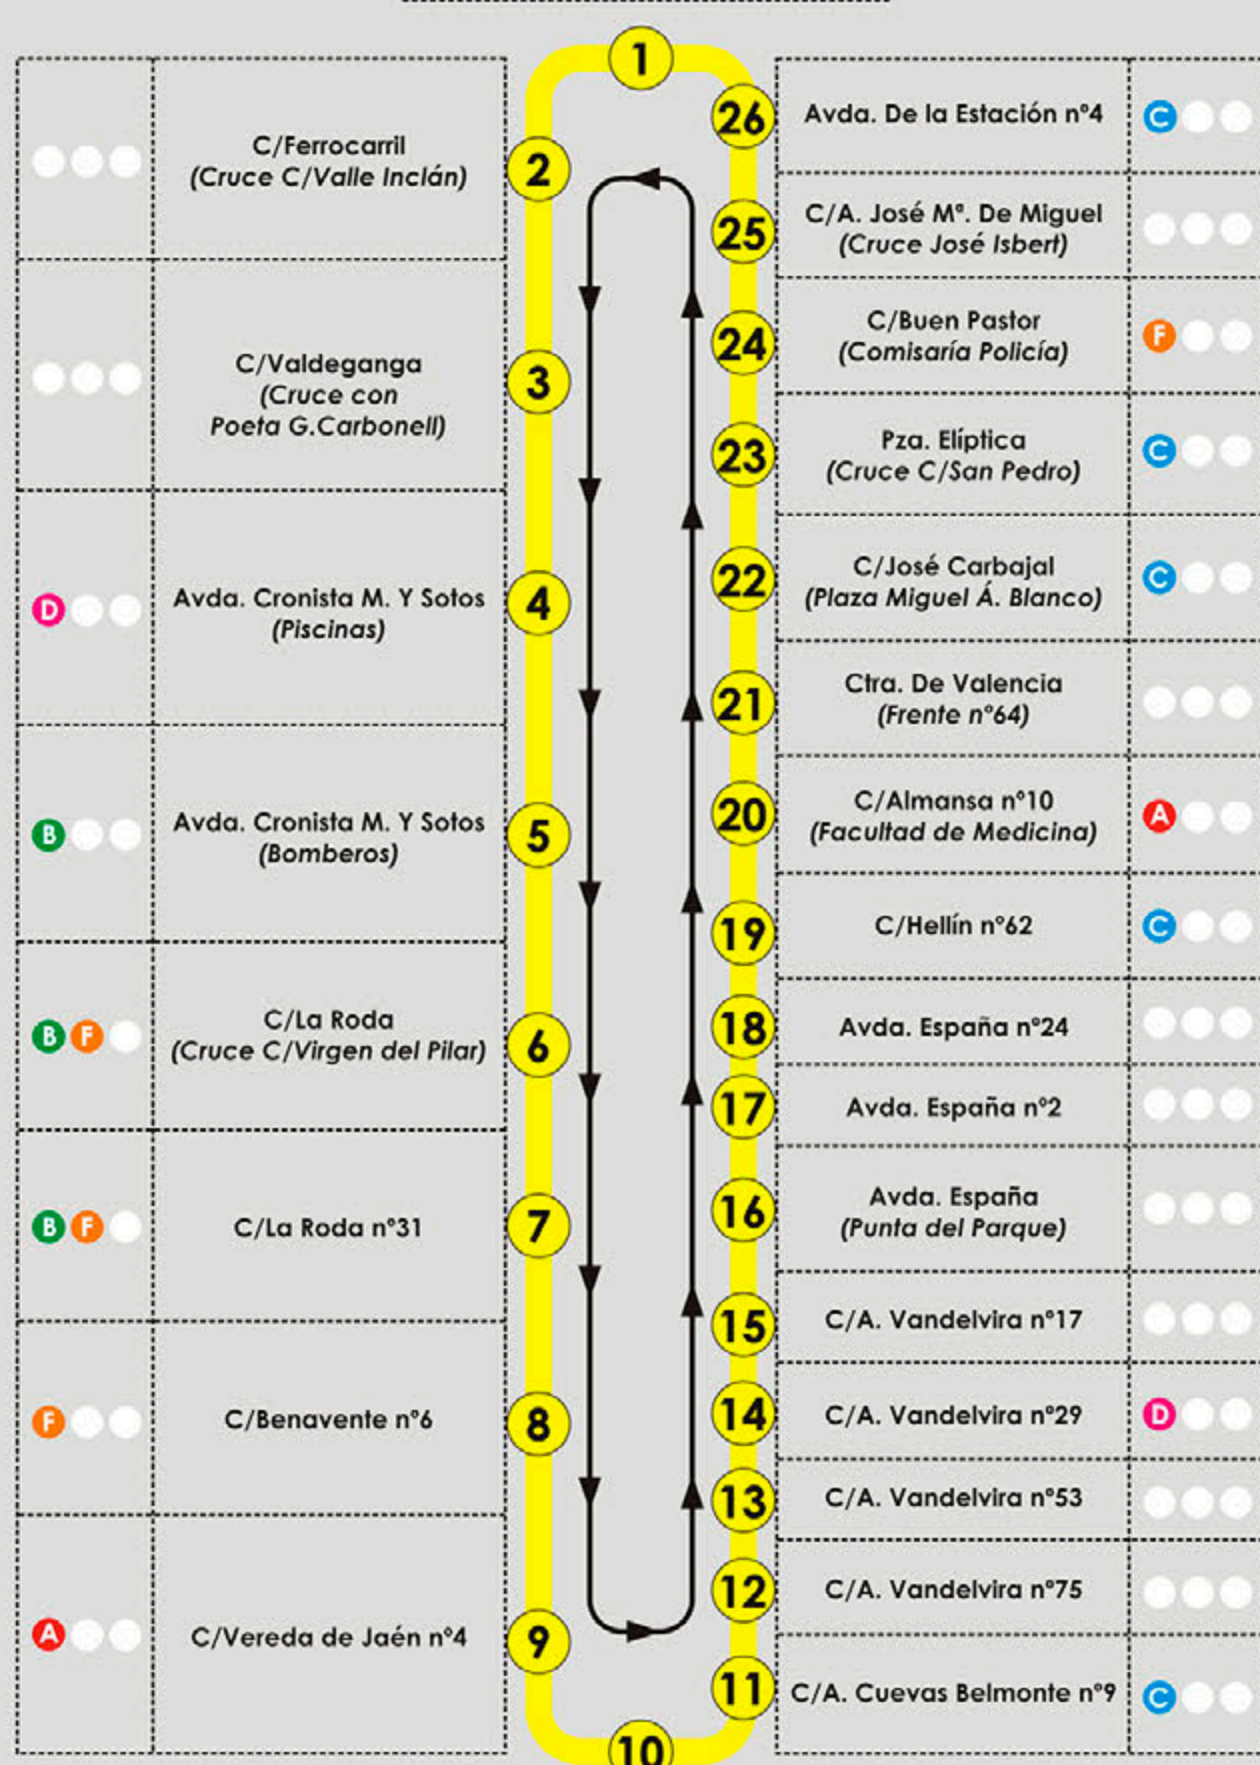 1
C/Ferrocarril
(Cruce C/Valle Inclán)
2
C/Valdeganga
(Cruce con
Poeta G.Carbonell)
3
D
Avda. Cronista M. Y Sotos
(Piscinas)
4
B
Avda. Cronista M. Y Sotos
(Bomberos)
5
B F
C/La Roda
(Cruce C/Virgen del Pilar)
6
B F
C/La Roda nº31
7
F
C/Benavente nº6
8
A
C/Vereda de Jaén nº4
9
10
26
Avda. De la Estación nº4
C
25
C/A. José Mª. De Miguel
(Cruce José Isbert)
24
C/Buen Pastor
(Comisaría Policía)
F
23
Pza. Elíptica
(Cruce C/San Pedro)
C
22
C/José Carbajal
(Plaza Miguel Á. Blanco)
C
21
Ctra. De Valencia
(Frente nº64)
20
C/Almansa nº10
(Facultad de Medicina)
A
19
C/Hellín nº62
C
18
Avda. España nº24
17
Avda. España nº2
16
Avda. España
(Punta del Parque)
15
C/A. Vandelvira nº17
14
C/A. Vandelvira nº29
D
13
C/A. Vandelvira nº53
12
C/A. Vandelvira nº75
11
C/A. Cuevas Belmonte nº9
C